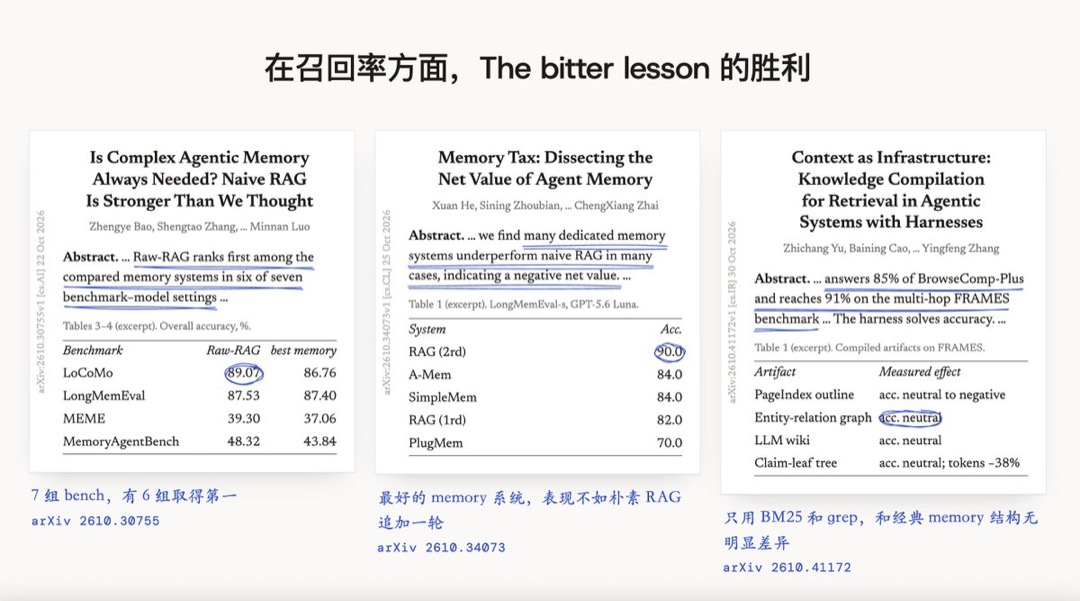 在召回率方面，The bitter lesson 的胜利
arXiv:2610.30755v1 [cs.AI] 22 Oct 2026
Is Complex Agentic Memory
Always Needed? Naive RAG
Is Stronger Than We Thought
Zhengye Bao, Shengtao Zhang, ... Minnan Luo
Abstract. ... Raw-RAG ranks first among the
compared memory systems in six of seven
benchmark–model settings ...
Tables 3–4 (excerpt). Overall accuracy, %.
Benchmark Raw-RAG best memory
LoCoMo 89.07 86.76
LongMemEval 87.53 87.40
MEME 39.30 37.06
MemoryAgentBench 48.32 43.84
7 组 bench，有 6 组取得第一
arXiv 2610.30755
arXiv:2610.34073v1 [cs.CL] 25 Oct 2026
Memory Tax: Dissecting the
Net Value of Agent Memory
Xuan He, Sining Zhoubian, ... ChengXiang Zhai
Abstract. ... we find many dedicated memory
systems underperform naive RAG in many
cases, indicating a negative net value. ...
Table 1 (excerpt). LongMemEval-s, GPT-5.6 Luna.
System Acc.
RAG (2rd) 90.0
A-Mem 84.0
SimpleMem 84.0
RAG (1rd) 82.0
PlugMem 70.0
最好的 memory 系统，表现不如朴素 RAG
追加一轮
arXiv 2610.34073
arXiv:2610.41172v1 [cs.IR] 30 Oct 2026
Context as Infrastructure:
Knowledge Compilation
for Retrieval in Agentic
Systems with Harnesses
Zhichang Yu, Baining Cao, ... Yingfeng Zhang
Abstract. ... answers 85% of BrowseComp-Plus
and reaches 91% on the multi-hop FRAMES
benchmark ... The harness solves accuracy. ...
Table 1 (excerpt). Compiled artifacts on FRAMES.
Artifact Measured effect
PageIndex outline acc. neutral to negative
Entity-relation graph acc. neutral
LLM wiki acc. neutral
Claim-leaf tree acc. neutral; tokens −38%
只用 BM25 和 grep，和经典 memory 结构无
明显差异
arXiv 2610.41172